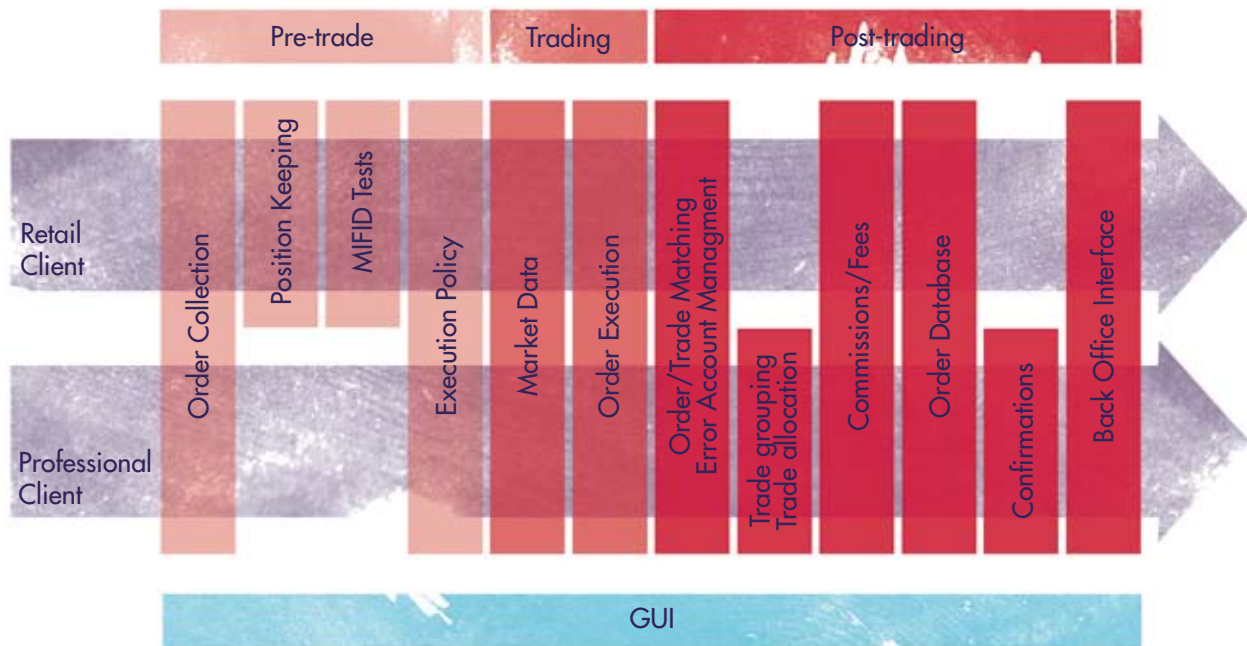 Pre-trade
Trading
Post-trading
Retail
Client
Professional
Client
Order Collection
Position Keeping
MIFID Tests
Execution Policy
Market Data
Order Execution
Order/Trade Matching
Error Account Managment
Trade grouping
Trade allocation
Commissions/Fees
Order Database
Confirmations
Back Office Interface
GUI